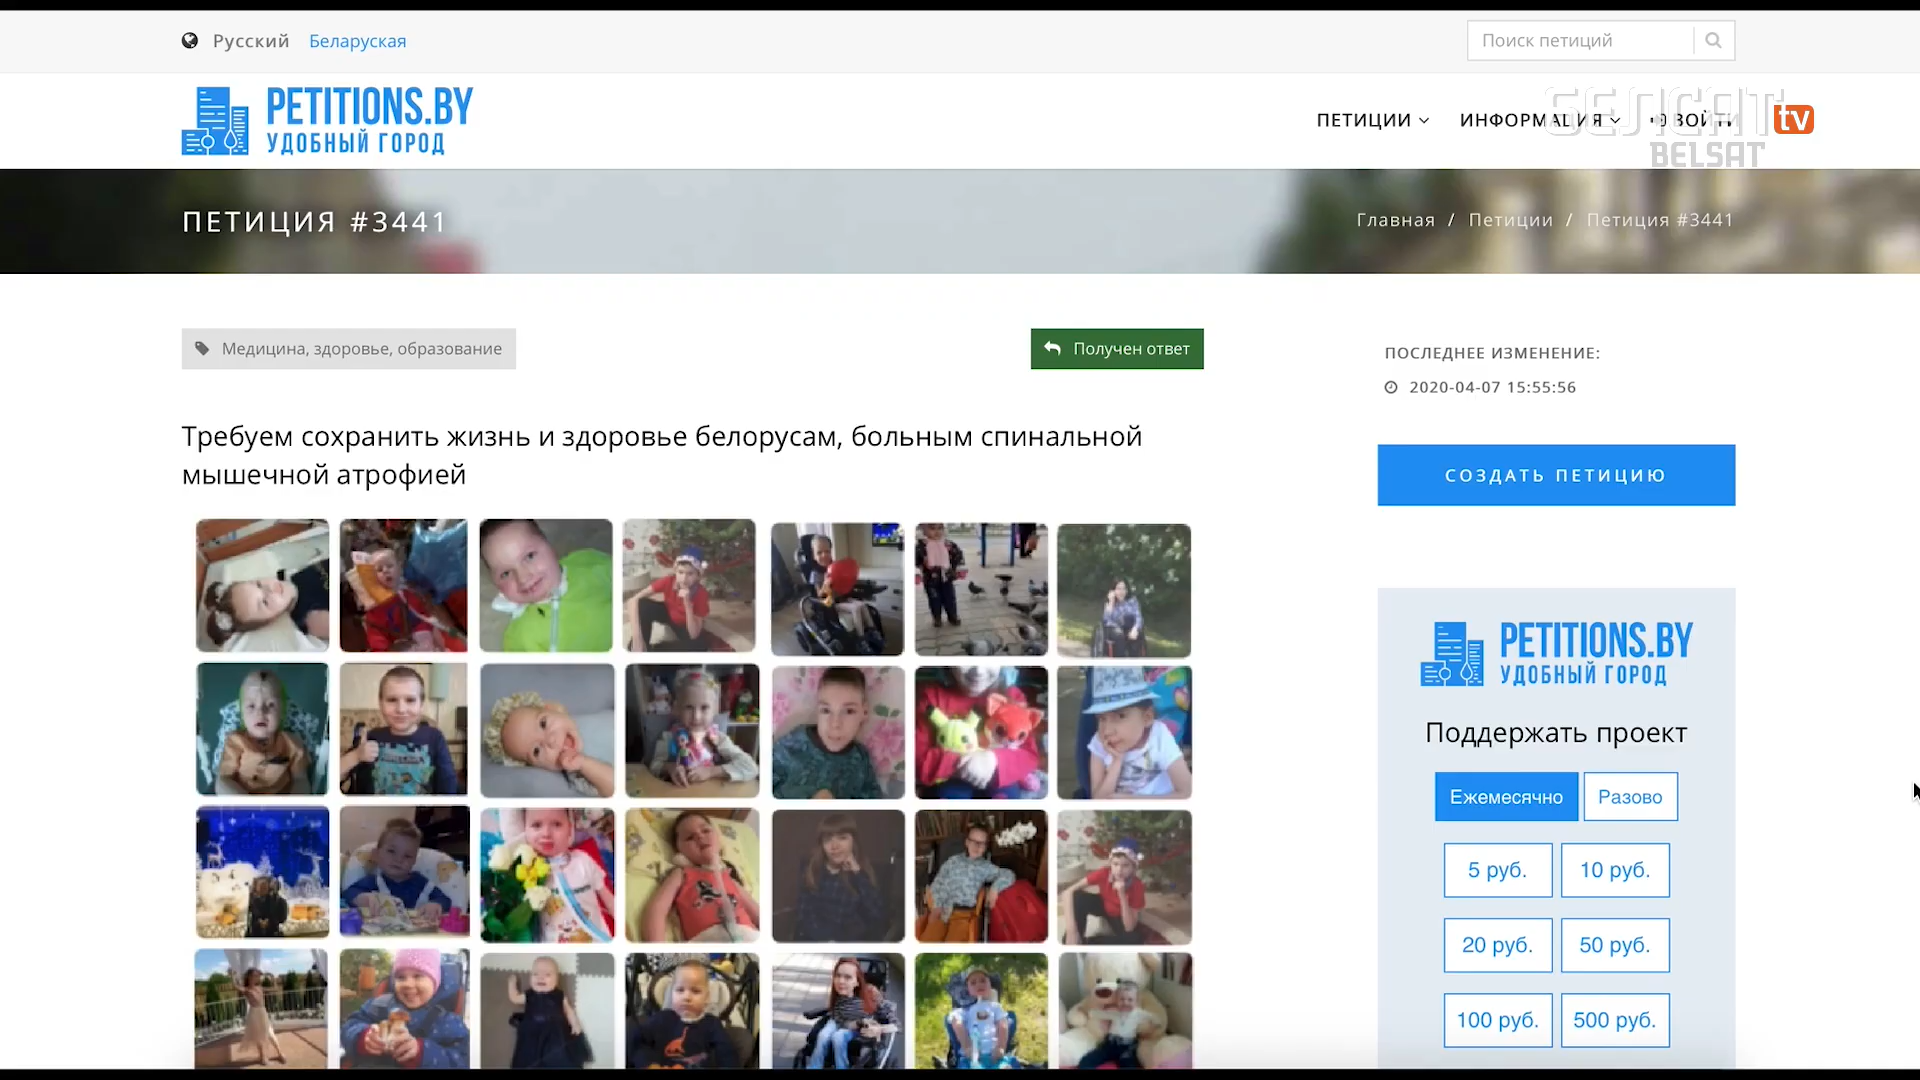 Русский Беларуская
Поиск петиций
PETITIONS.BY
УДОБНЫЙ ГОРОД
ПЕТИЦИИ ИНФОРМАЦИЯ ВОЙТИ
БЕЛСАТ tv
BELSAT
ПЕТИЦИЯ #3441
Главная / Петиции / Петиция #3441
Медицина, здоровье, образование
Получен ответ
Требуем сохранить жизнь и здоровье белорусам, больным спинальной
мышечной атрофией
ПОСЛЕДНЕЕ ИЗМЕНЕНИЕ:
2020-04-07 15:55:56
СОЗДАТЬ ПЕТИЦИЮ
PETITIONS.BY
УДОБНЫЙ ГОРОД
Поддержать проект
Ежемесячно Разово
5 руб. 10 руб.
20 руб. 50 руб.
100 руб. 500 руб.